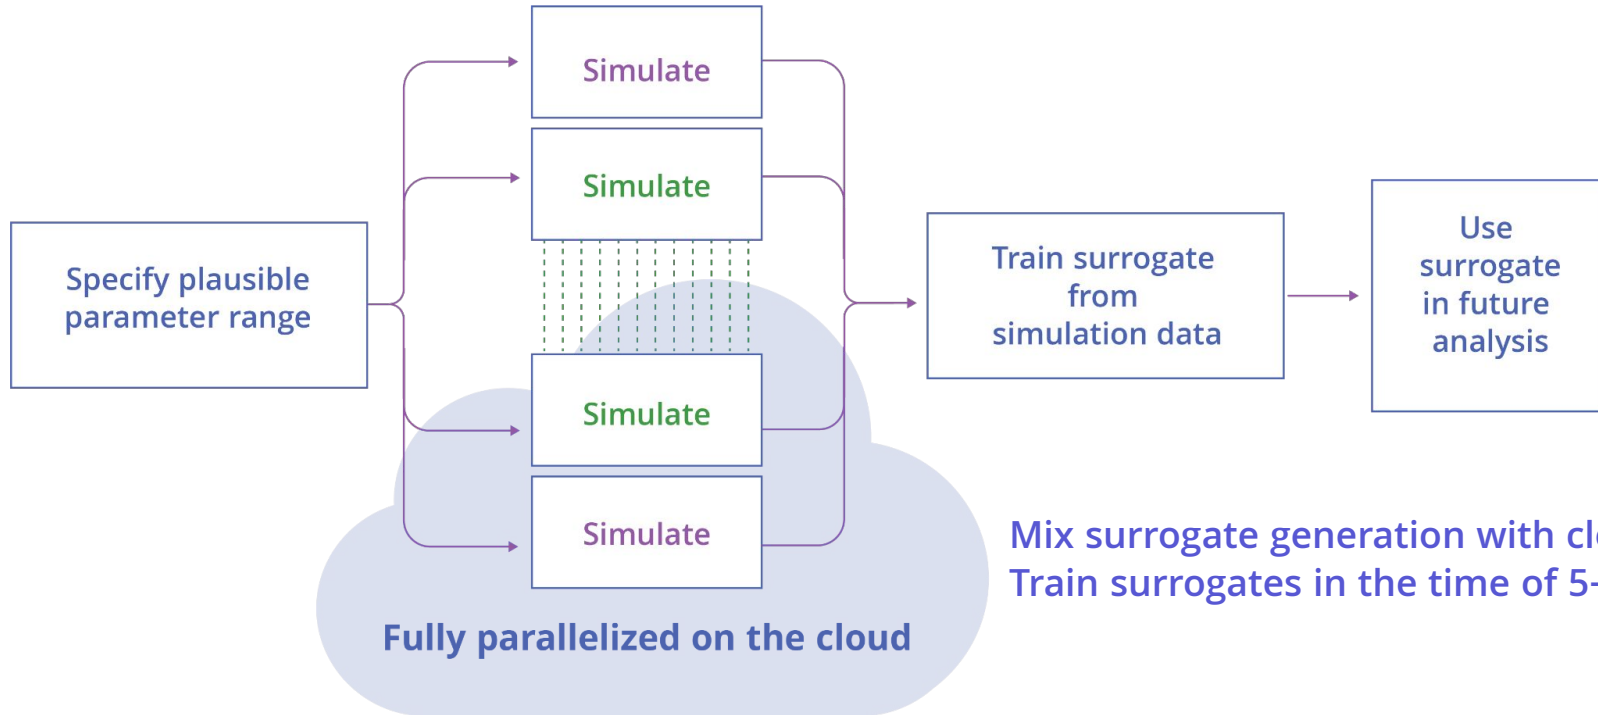 Simulate
Simulate
Specify plausible
parameter range
Simulate
Simulate
Fully parallelized on the cloud
Train surrogate
from
simulation data
Use
surrogate
in future
analysis
Mix surrogate generation with
Train surrogates in the time of 5-